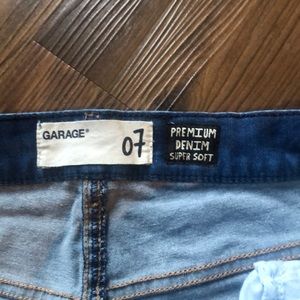 GARAGE®
07
PREMIUM
DENIM
SUPER SOFT